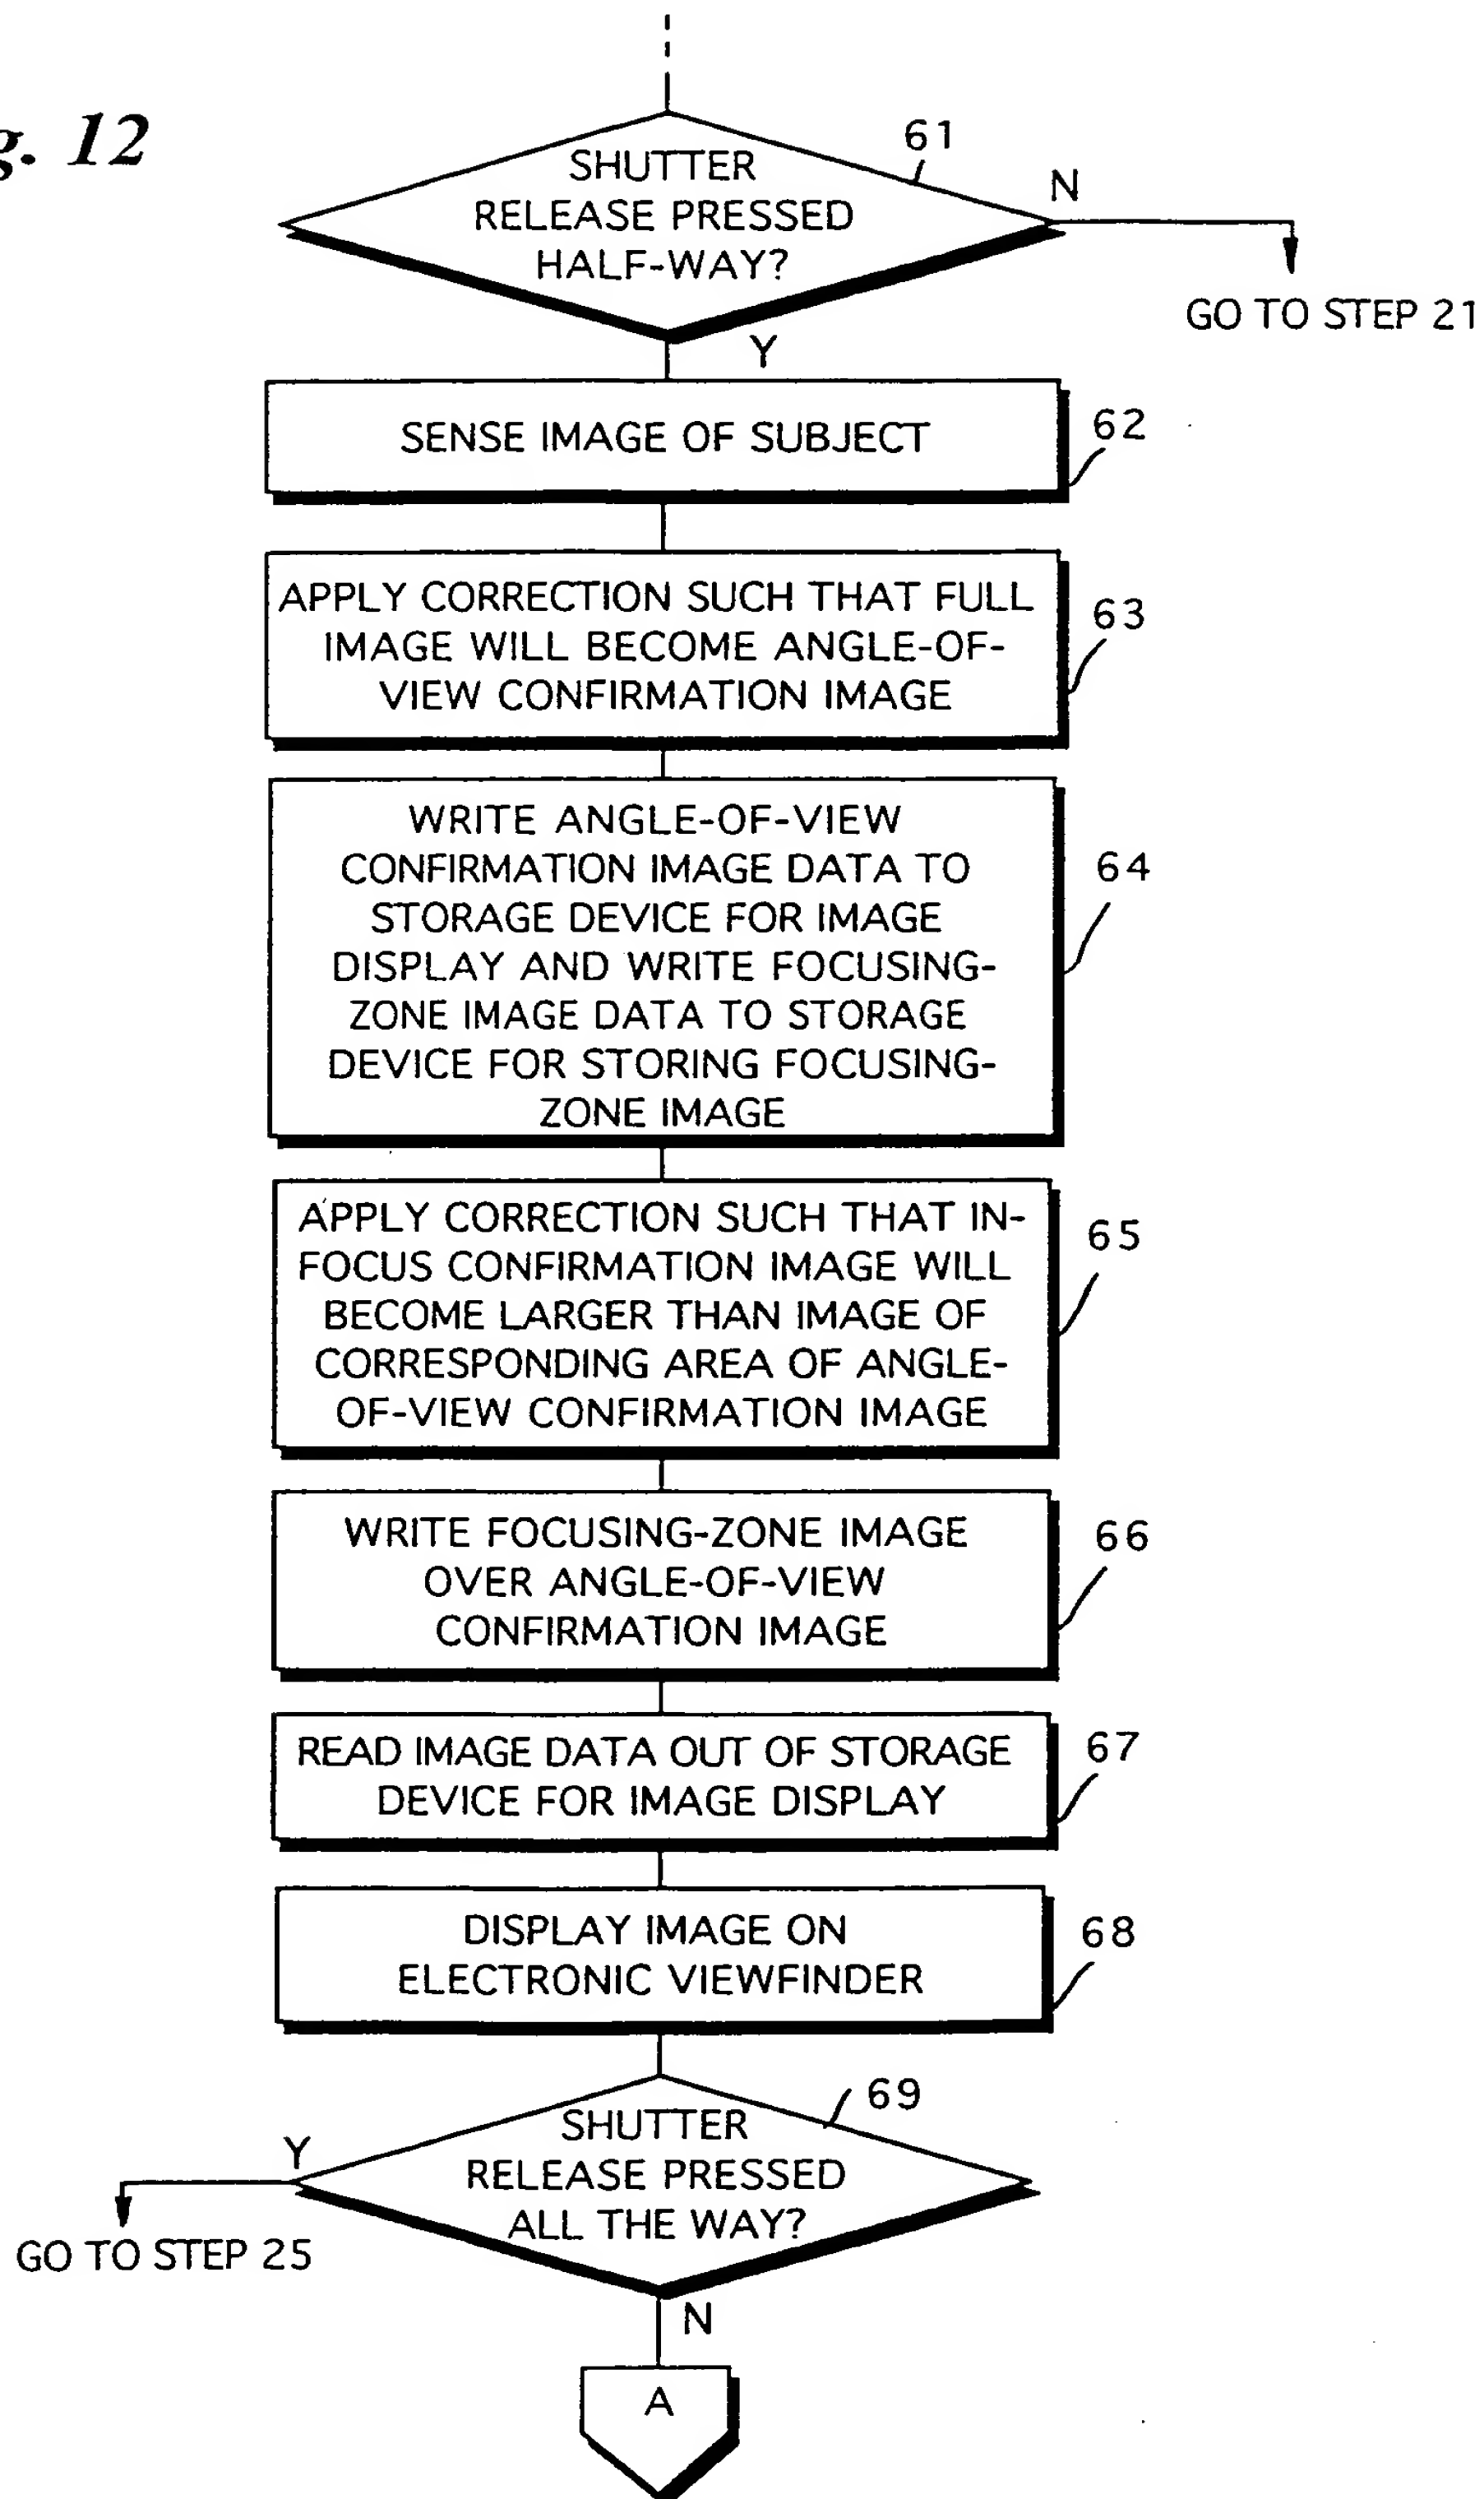 g. 12
61
SHUTTER
RELEASE PRESSED
HALF-WAY?
N
GO TO STEP 21
Y
SENSE IMAGE OF SUBJECT
62
APPLY CORRECTION SUCH THAT FULL
IMAGE WILL BECOME ANGLE-OF-
VIEW CONFIRMATION IMAGE
63
WRITE ANGLE-OF-VIEW
CONFIRMATION IMAGE DATA TO
STORAGE DEVICE FOR IMAGE
DISPLAY AND WRITE FOCUSING-
ZONE IMAGE DATA TO STORAGE
DEVICE FOR STORING FOCUSING-
ZONE IMAGE
64
APPLY CORRECTION SUCH THAT IN-
FOCUS CONFIRMATION IMAGE WILL
BECOME LARGER THAN IMAGE OF
CORRESPONDING AREA OF ANGLE-
OF-VIEW CONFIRMATION IMAGE
65
WRITE FOCUSING-ZONE IMAGE
OVER ANGLE-OF-VIEW
CONFIRMATION IMAGE
66
READ IMAGE DATA OUT OF STORAGE
DEVICE FOR IMAGE DISPLAY
67
DISPLAY IMAGE ON
ELECTRONIC VIEWFINDER
68
69
SHUTTER
RELEASE PRESSED
ALL THE WAY?
Y
GO TO STEP 25
N
A